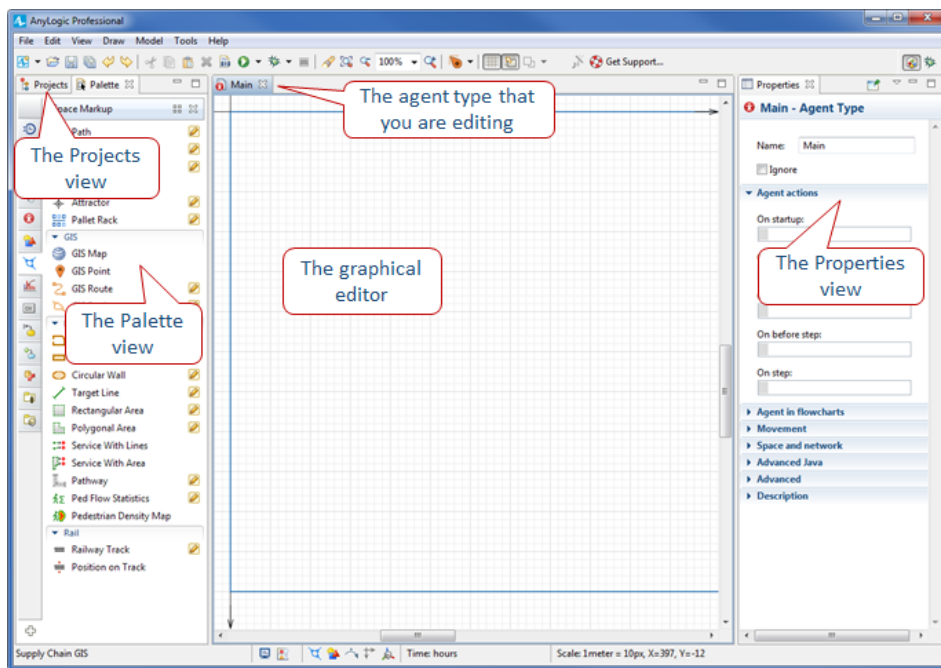 AnyLogic Professional
File Edit View Draw Model Tools Help
100% Get Support...
Projects Palette
Main
Properties
The agent type that
you are editing
Space Markup
Path
The Projects
view
Attractor
Pallet Rack
GIS
GIS Map
GIS Point
GIS Route
The Palette
view
Circular Wall
Target Line
Rectangular Area
Polygonal Area
Service With Lines
Service With Area
Pathway
Ped Flow Statistics
Pedestrian Density Map
Rail
Railway Track
Position on Track
The graphical
editor
Main - Agent Type
Name: Main
Ignore
Agent actions
On startup:
The Properties
view
On before step:
On step:
Agent in flowcharts
Movement
Space and network
Advanced Java
Advanced
Description
Supply Chain GIS
Time: hours
Scale: 1meter = 10px, X=397, Y=-12